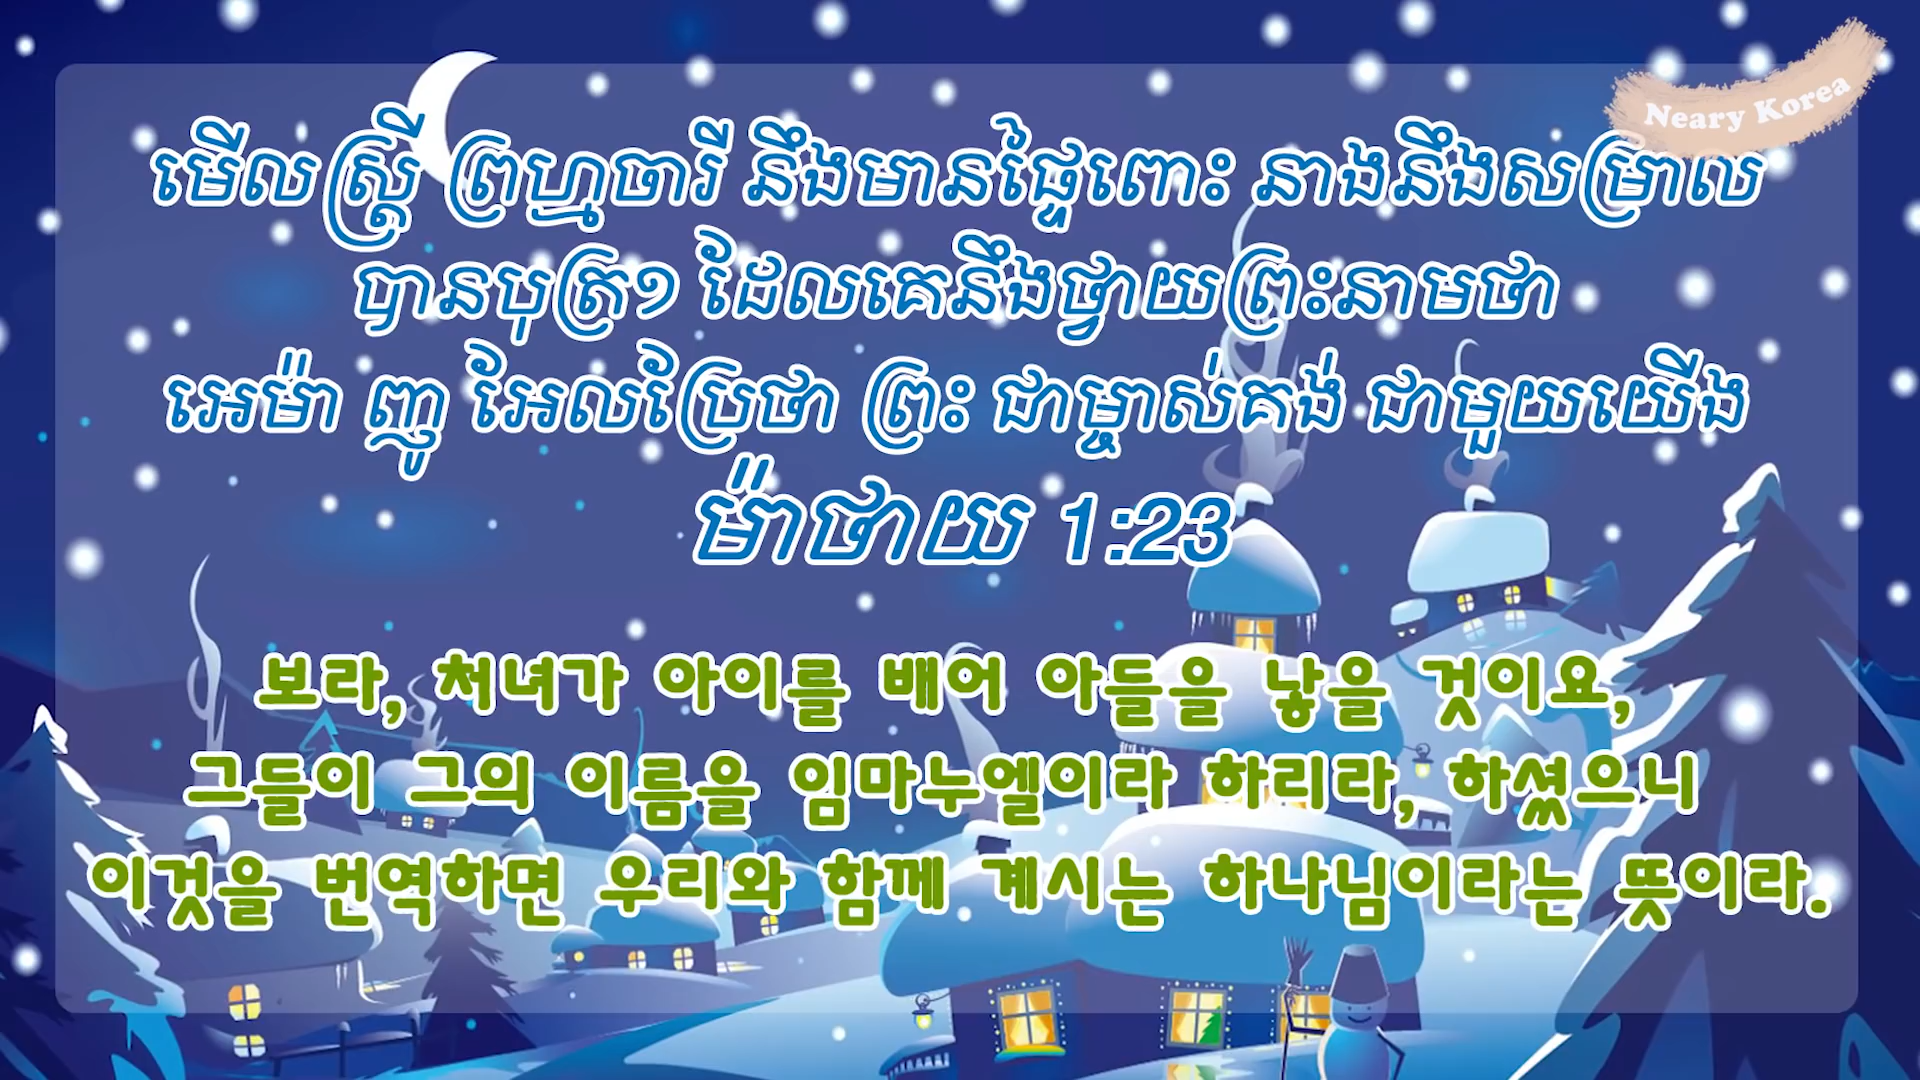 Neary Korea
មើលស្ត្រី ព្រហ្មចារី នឹងមានផ្ទៃពោះ នាងនឹងសម្រាល
បានបុត្រ១ ដែលគេនឹងថ្វាយព្រះនាមថា
អេម៉ា ញូ អែលប្រែថា ព្រះ ជាម្ចាស់គង់ ជាមួយយើង
ម៉ាថាយ 1:23
보라, 처녀가 아이를 배어 아들을 낳을 것이요,
그들이 그의 이름을 임마누엘이라 하리라, 하셨으니
이것을 번역하면 우리와 함께 계시는 하나님이라는 뜻이라.